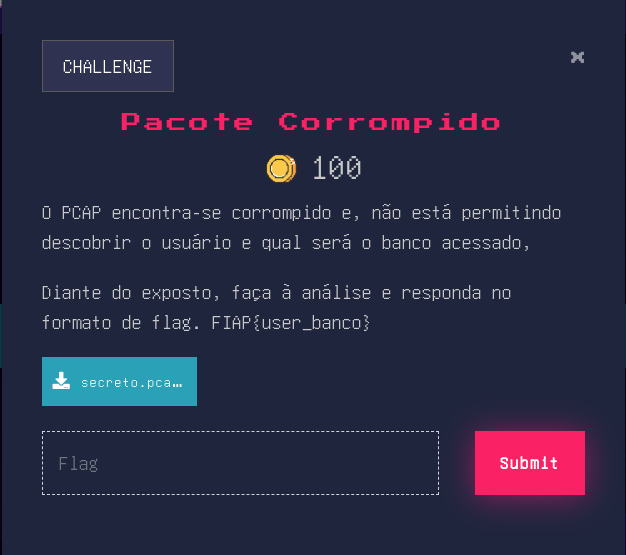 CHALLENGE
×
Pacote Corrompido
100
O PCAP encontra-se corrompido e, não está permitindo
descobrir o usuário e qual será o banco acessado,
Diante do exposto, faça à análise e responda no
formato de flag. FIAP{user_banco}
secreto.pca…
Flag
Submit